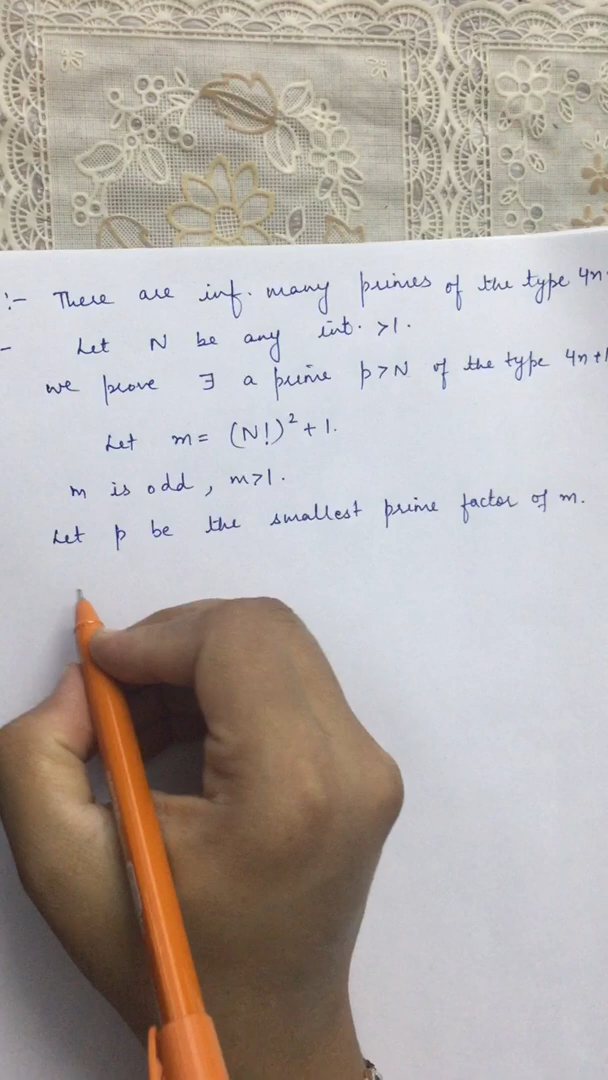 :- There are inf. many primes of the type 4n
- Let N be any int. >1.
we prove ∃ a prime p>N of the type 4n+1
Let m = (N!)² + 1.
m is odd, m>1.
Let p be the smallest prime factor of m.